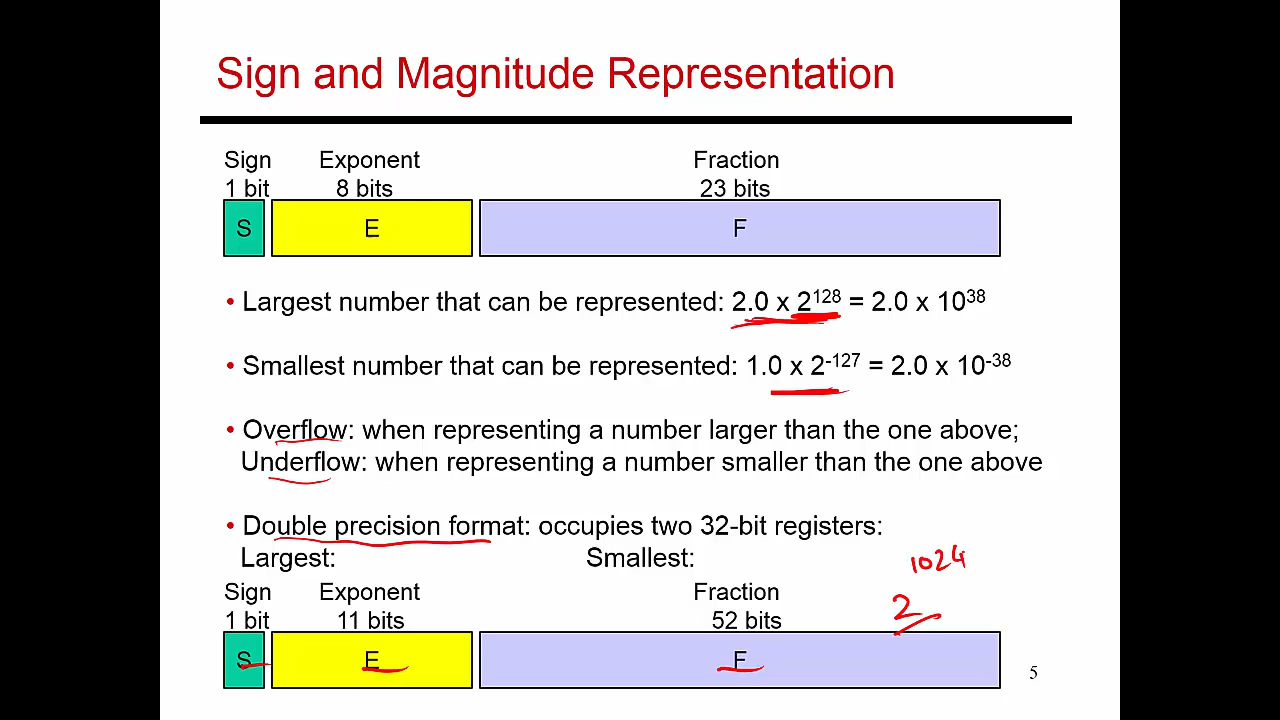 Sign and Magnitude Representation
Sign Exponent Fraction
1 bit 8 bits 23 bits
S E F
• Largest number that can be represented: 2.0 x 2¹²⁸ = 2.0 x 10³⁸
• Smallest number that can be represented: 1.0 x 2⁻¹²⁷ = 2.0 x 10⁻³⁸
• Overflow: when representing a number larger than the one above;
Underflow: when representing a number smaller than the one above
• Double precision format: occupies two 32-bit registers:
Largest: Smallest:
1024
2
Sign Exponent Fraction
1 bit 11 bits 52 bits
S E F
5